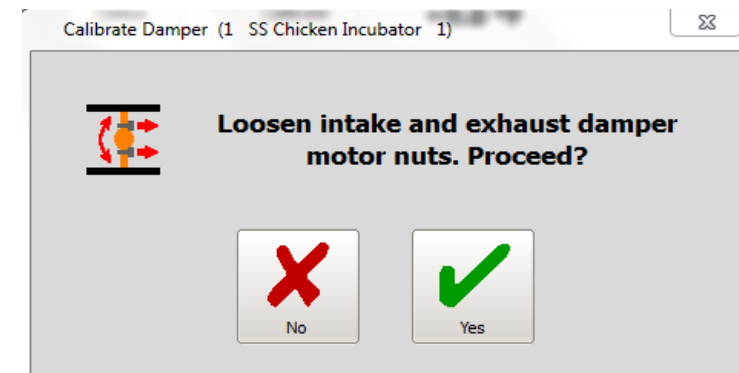 Calibrate Damper (1 SS Chicken Incubator 1)
Loosen intake and exhaust damper
motor nuts. Proceed?
No
Yes